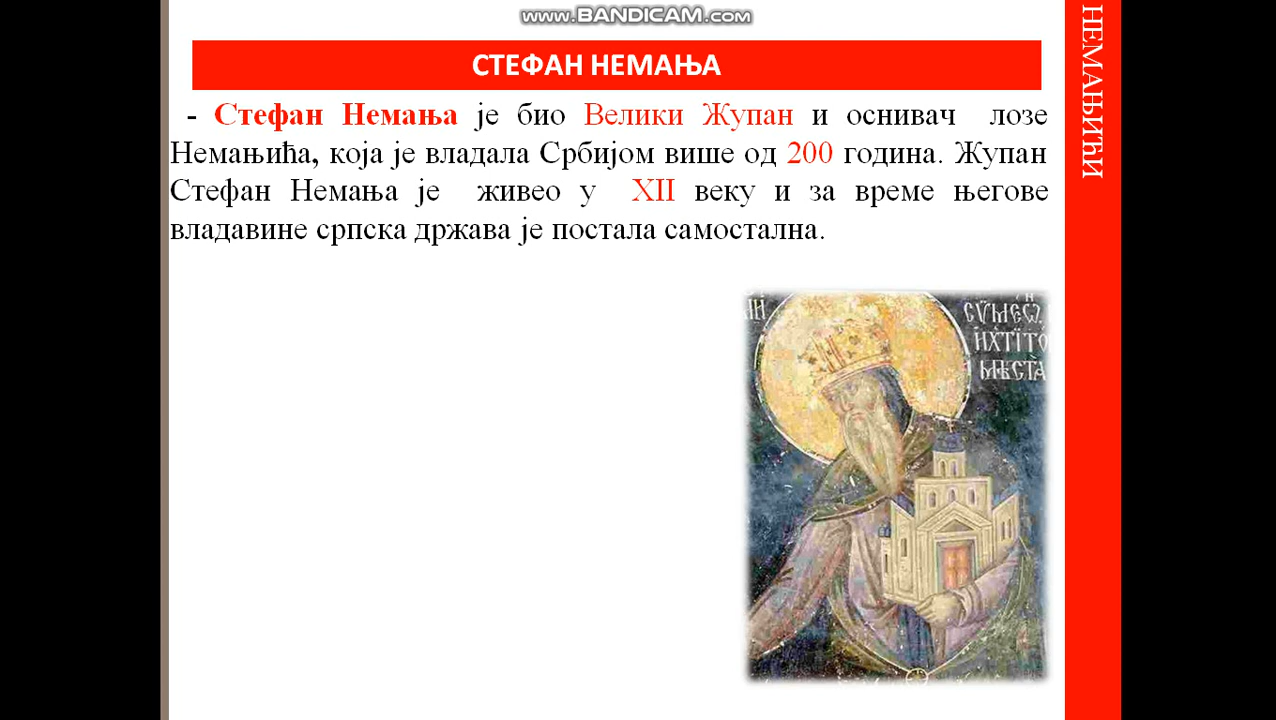 www.BANDICAM.com
СТЕФАН НЕМАЊА
- Стефан Немања је био Велики Жупан и оснивач лозе
Немањића, која је владала Србијом више од 200 година. Жупан
Стефан Немања је живео у XII веку и за време његове
владавине српска држава је постала самостална.
НЕМАЊИЋИ